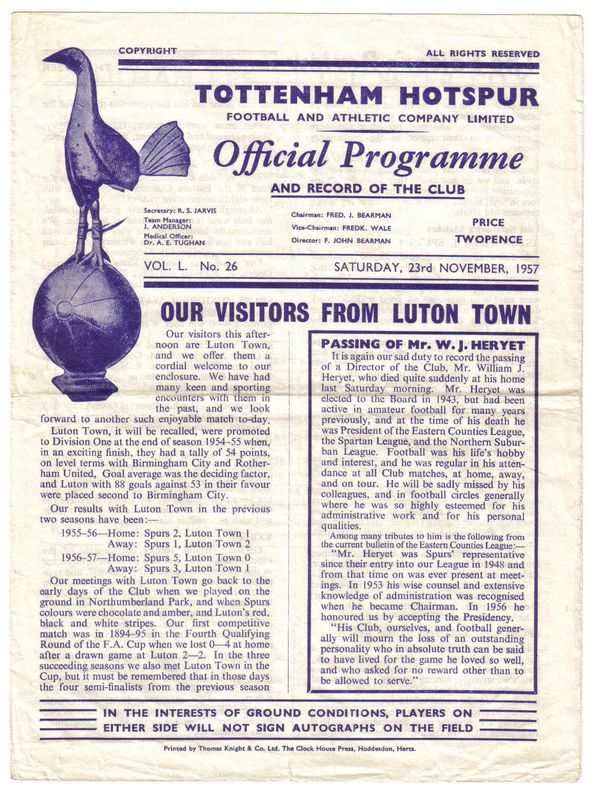 COPYRIGHT
ALL RIGHTS RESERVED
TOTTENHAM HOTSPUR
FOOTBALL AND ATHLETIC COMPANY LIMITED
Official Programme
AND RECORD OF THE CLUB
Secretary: R. S. JARVIS
Team Manager:
J. ANDERSON
Medical Officer:
Dr. A. E. TUGHAN
Chairman: FRED. J. BEARMAN
Vice-Chairman: FREDK. WALE
Director: F. JOHN BEARMAN
PRICE
TWOPENCE
VOL. L. No. 26
SATURDAY, 23rd NOVEMBER, 1957
OUR VISITORS FROM LUTON TOWN
Our visitors this after-
noon are Luton Town,
and we offer them a
cordial welcome to our
enclosure. We have had
many keen and sporting
encounters with them in
the past, and we look
forward to another such enjoyable match to-day.
Luton Town, it will be recalled, were promoted
to Division One at the end of season 1954-55 when,
in an exciting finish, they had a tally of 54 points,
on level terms with Birmingham City and Rother-
ham United, Goal average was the deciding factor,
and Luton with 88 goals against 53 in their favour
were placed second to Birmingham City.
Our results with Luton Town in the previous
two seasons have been:—
1955-56—Home: Spurs 2, Luton Town 1
Away: Spurs 1, Luton Town 2
1956-57—Home: Spurs 5, Luton Town 0
Away: Spurs 3, Luton Town 1
Our meetings with Luton Town go back to the
early days of the Club when we played on the
ground in Northumberland Park, and when Spurs
colours were chocolate and amber, and Luton's red,
black and white stripes. Our first competitive
match was in 1894-95 in the Fourth Qualifying
Round of the F.A. Cup when we lost 0—4 at home
after a drawn game at Luton 2—2. In the three
succeeding seasons we also met Luton Town in the
Cup, but it must be remembered that in those days
the four semi-finalists from the previous season
PASSING OF Mr. W. J. HERYET
It is again our sad duty to record the passing
of a Director of the Club, Mr. William J.
Heryet, who died quite suddenly at his home
last Saturday morning. Mr. Heryet was
elected to the Board in 1943, but had been
active in amateur football for many years
previously, and at the time of his death he
was President of the Eastern Counties League,
the Spartan League, and the Northern Subur-
ban League. Football was his life's hobby
and interest, and he was regular in his atten-
dance at all Club matches, at home, away,
and on tour. He will be sadly missed by his
colleagues, and in football circles generally
where he was so highly esteemed for his
administrative work and for his personal
qualities.
Among many tributes to him is the following from
the current bulletin of the Eastern Counties League:—
"Mr. Heryet was Spurs' representative
since their entry into our League in 1948 and
from that time on was ever present at meet-
ings. In 1953 his wise counsel and extensive
knowledge of administration was recognised
when he became Chairman. In 1956 he
honoured us by accepting the Presidency.
"His Club, ourselves, and football gener-
ally will mourn the loss of an outstanding
personality who in absolute truth can be said
to have lived for the game he loved so well,
and who asked for no reward other than to
be allowed to serve."
IN THE INTERESTS OF GROUND CONDITIONS, PLAYERS ON
EITHER SIDE WILL NOT SIGN AUTOGRAPHS ON THE FIELD
Printed by Thomas Knight & Co. Ltd. The Clock House Press, Hoddesdon, Herts.